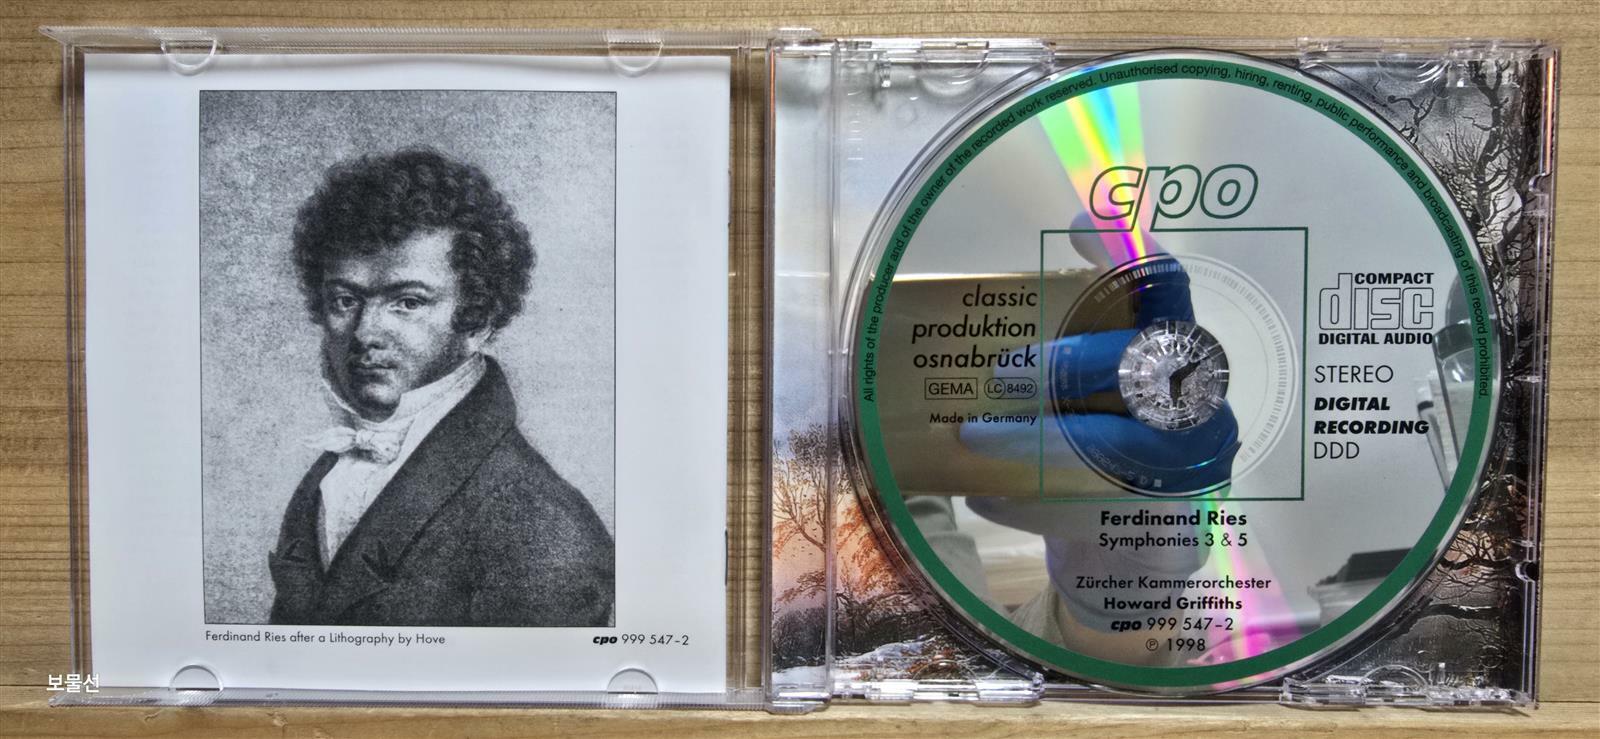 Ferdinand Ries after a Lithography by Hove
cpo 999 547-2
보물선
All rights of the producer and of the owner of the recorded work reserved. Unauthorised copying, hiring, renting, public performance and broadcasting of this record prohibited.
cpo
classic
produktion
osnabrück
GEMA LC 8492
Made in Germany
COMPACT
disc
DIGITAL AUDIO
STEREO
DIGITAL
RECORDING
DDD
Ferdinand Ries
Symphonies 3 & 5
Zürcher Kammerorchester
Howard Griffiths
cpo 999 547-2
℗ 1998